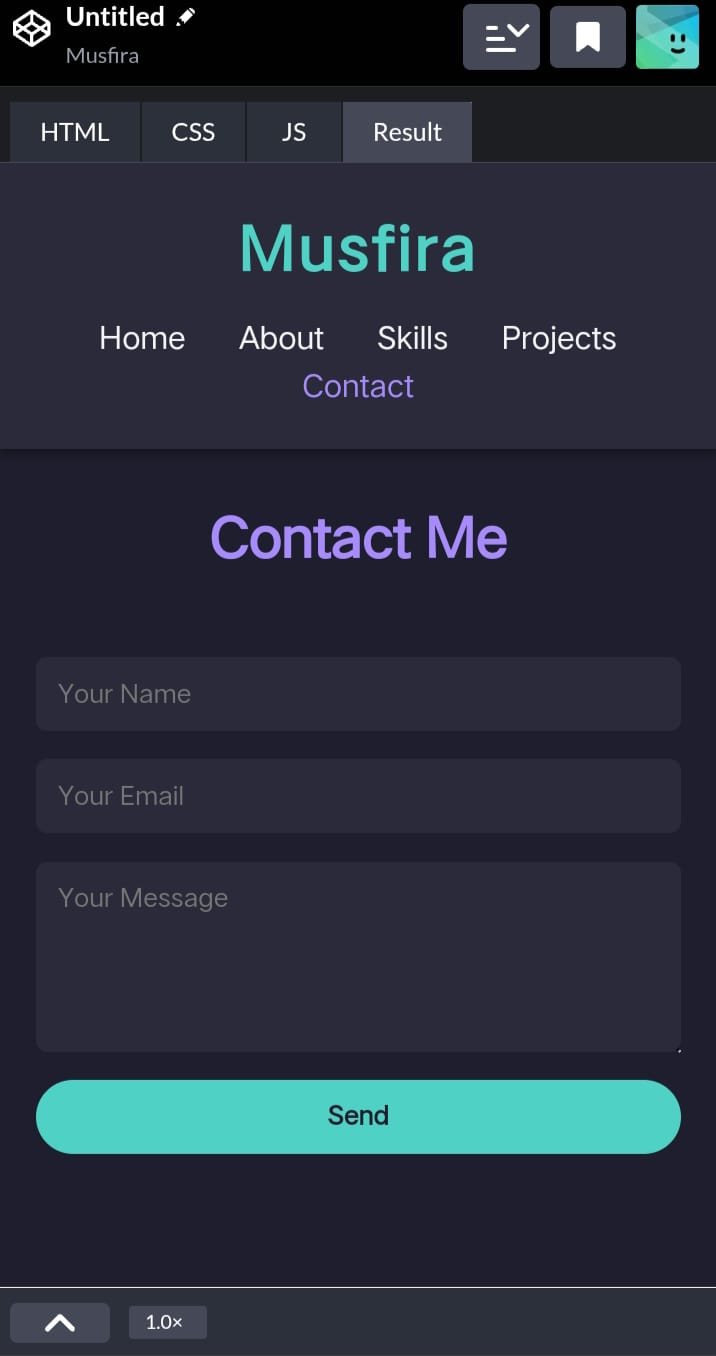 Untitled
Musfira
HTML CSS JS Result
Musfira
Home About Skills Projects
Contact
Contact Me
Your Name
Your Email
Your Message
Send
1.0×